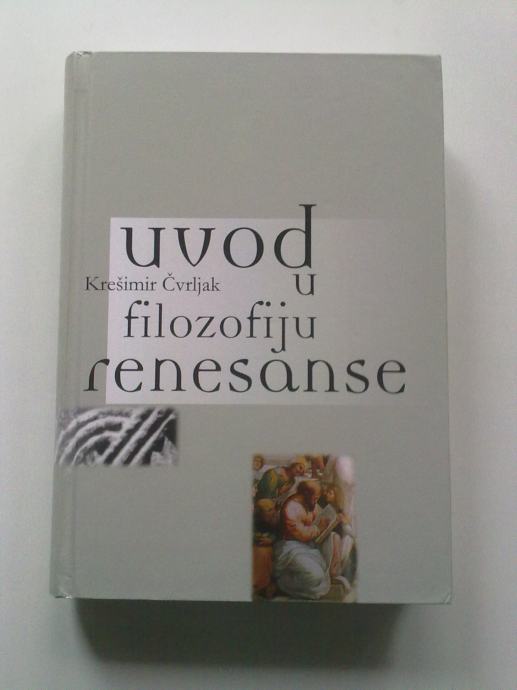 uvod
Krešimir Čvrljak
u
filozofiju
renesanse